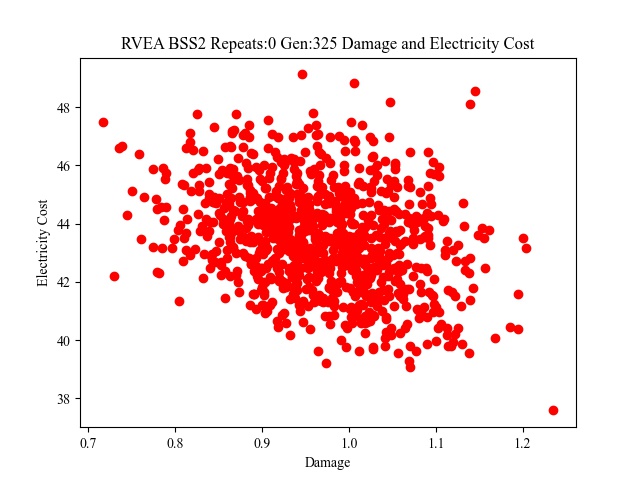 RVEA BSS2 Repeats:0 Gen:325 Damage and Electricity Cost
48
46
44
42
40
38
Electricity Cost
0.7 0.8 0.9 1.0 1.1 1.2
Damage